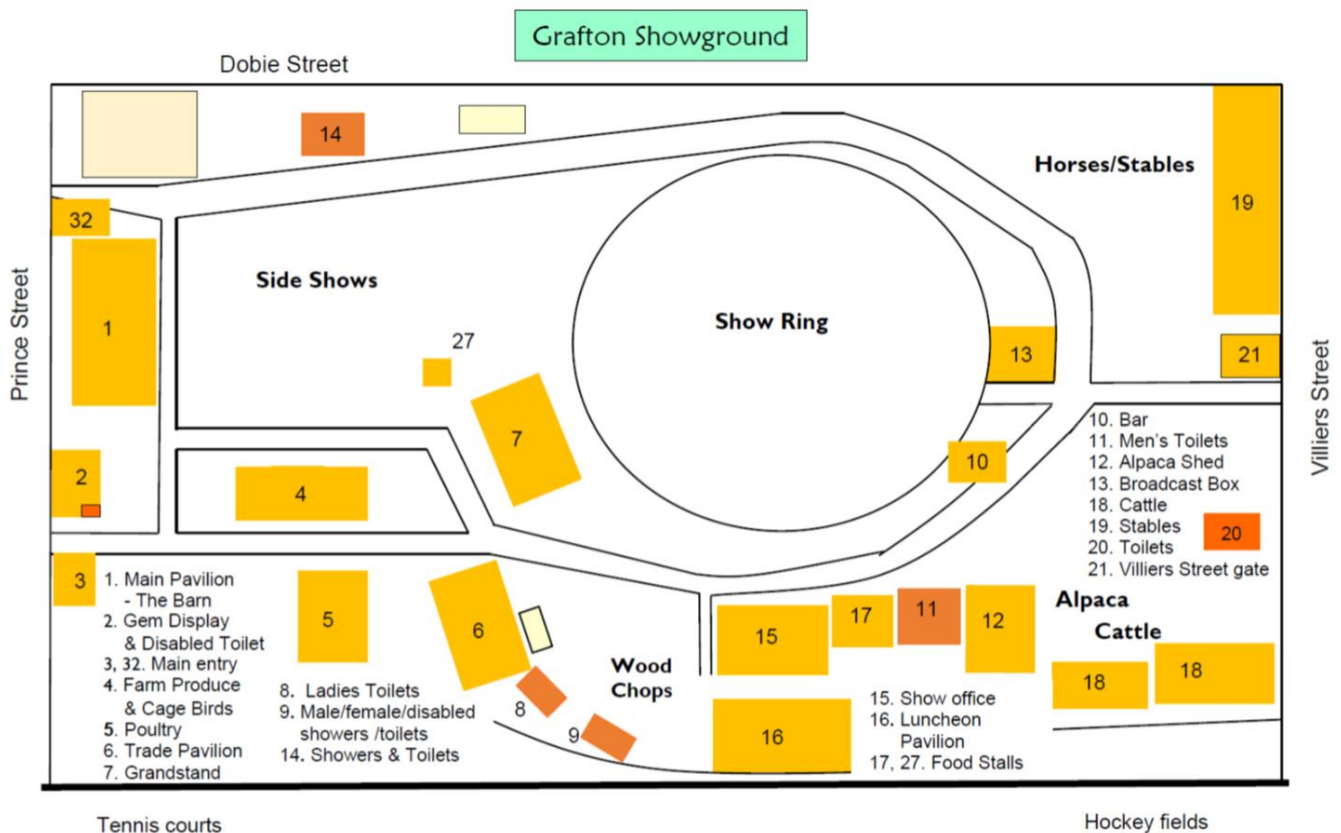 Grafton Showground
Dobie Street
14
32
Horses/Stables
19
Prince Street
Side Shows
1
Show Ring
27
13
21
Villiers Street
7
2
4
10
10. Bar
11. Men's Toilets
12. Alpaca Shed
13. Broadcast Box
18. Cattle
19. Stables
20. Toilets
21. Villiers Street gate
20
3
1. Main Pavilion
- The Barn
2. Gem Display
& Disabled Toilet
3, 32. Main entry
4. Farm Produce
& Cage Birds
5. Poultry
6. Trade Pavilion
7. Grandstand
5
6
8. Ladies Toilets
9. Male/female/disabled
showers /toilets
14. Showers & Toilets
8
9
Wood
Chops
15
17
11
12
Alpaca
Cattle
18
18
16
15. Show office
16. Luncheon
Pavilion
17, 27. Food Stalls
Tennis courts
Hockey fields